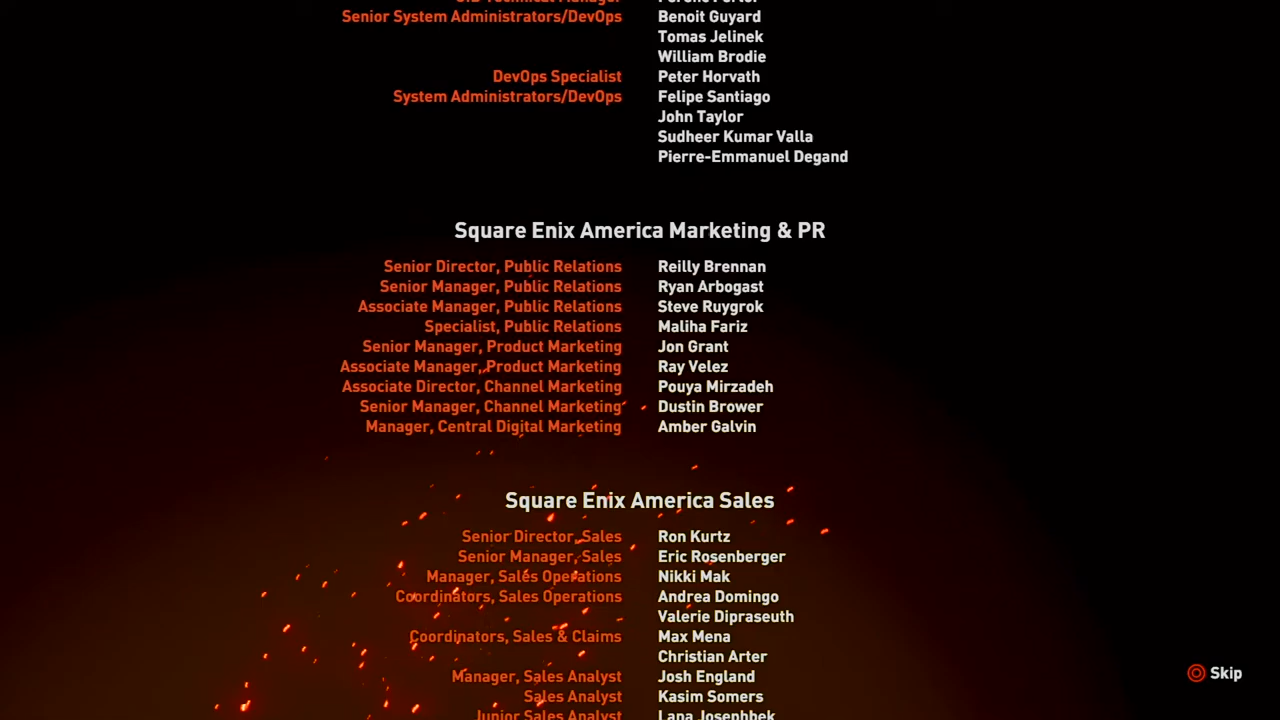 Senior System Administrators/DevOps Benoit Guyard
Tomas Jelinek
William Brodie
DevOps Specialist Peter Horvath
System Administrators/DevOps Felipe Santiago
John Taylor
Sudheer Kumar Valla
Pierre-Emmanuel Degand
Square Enix America Marketing & PR
Senior Director, Public Relations Reilly Brennan
Senior Manager, Public Relations Ryan Arbogast
Associate Manager, Public Relations Steve Ruygrok
Specialist, Public Relations Maliha Fariz
Senior Manager, Product Marketing Jon Grant
Associate Manager, Product Marketing Ray Velez
Associate Director, Channel Marketing Pouya Mirzadeh
Senior Manager, Channel Marketing Dustin Brower
Manager, Central Digital Marketing Amber Galvin
Square Enix America Sales
Senior Director, Sales Ron Kurtz
Senior Manager, Sales Eric Rosenberger
Manager, Sales Operations Nikki Mak
Coordinators, Sales Operations Andrea Domingo
Valerie Dipraseuth
Coordinators, Sales & Claims Max Mena
Christian Arter
Manager, Sales Analyst Josh England
Skip
Sales Analyst Kasim Somers
Junior Sales Analyst Lana